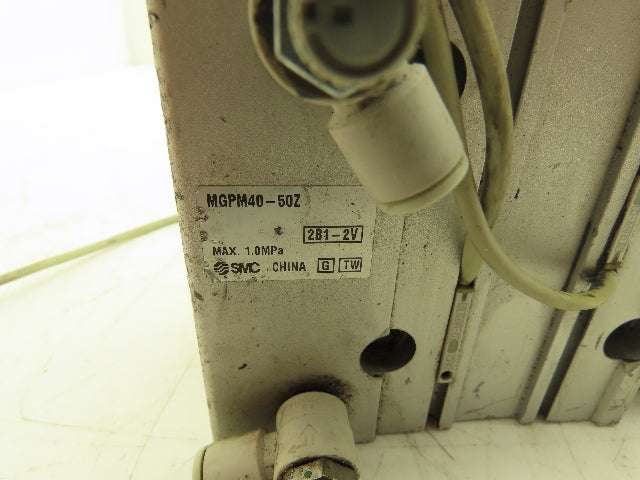 MGPM40-50Z
2B1-2V
MAX. 1.0MPa
SMC CHINA G TW